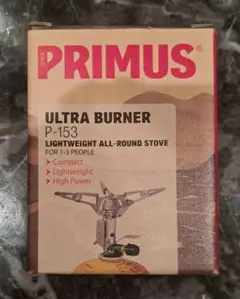 PRIMUS®
ULTRA BURNER
P-153
LIGHTWEIGHT ALL-ROUND STOVE
FOR 1-3 PEOPLE
Compact
Lightweight
High Power